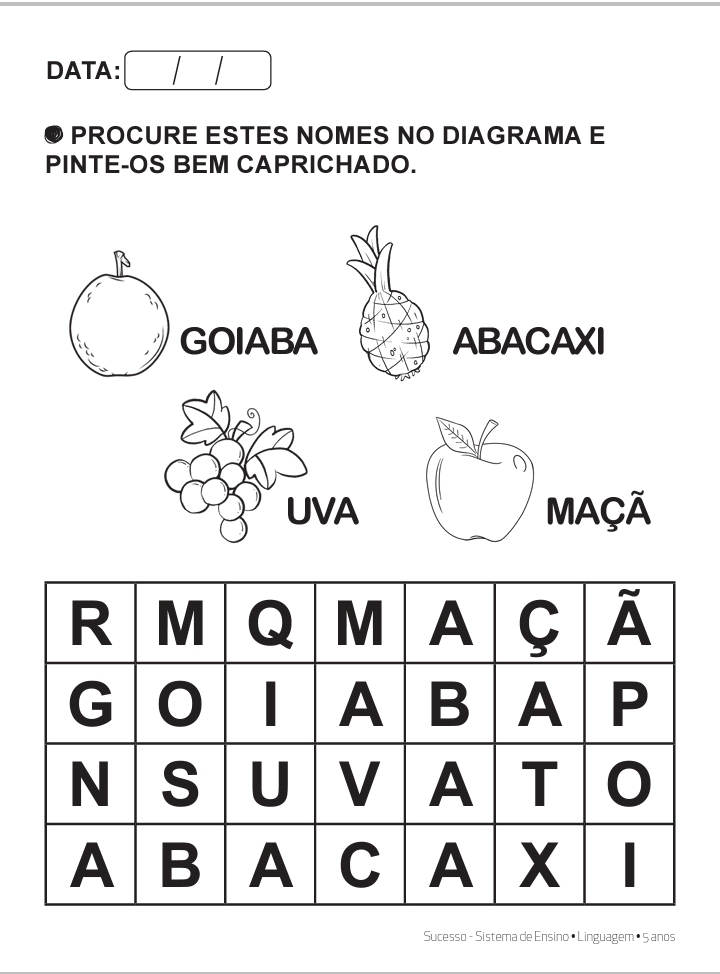 DATA: / /
PROCURE ESTES NOMES NO DIAGRAMA E
PINTE-OS BEM CAPRICHADO.
GOIABA ABACAXI
UVA MAÇÃ
R M Q M A Ç Ã
G O I A B A P
N S U V A T O
A B A C A X I
Sucesso - Sistema de Ensino • Linguagem • 5 anos